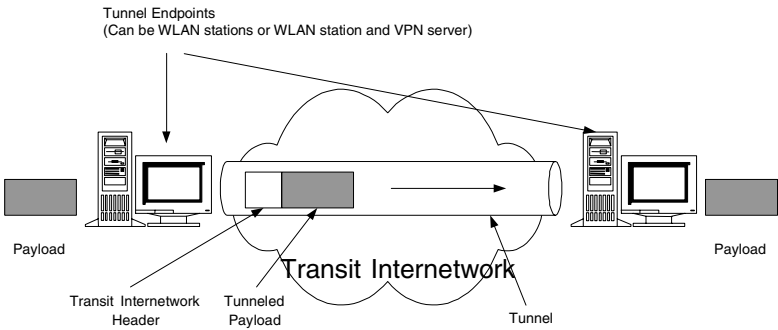 Tunnel Endpoints
(Can be WLAN stations or WLAN station and VPN server)
Payload
Payload
Transit Internetwork
Transit Internetwork
Header
Tunneled
Payload
Tunnel